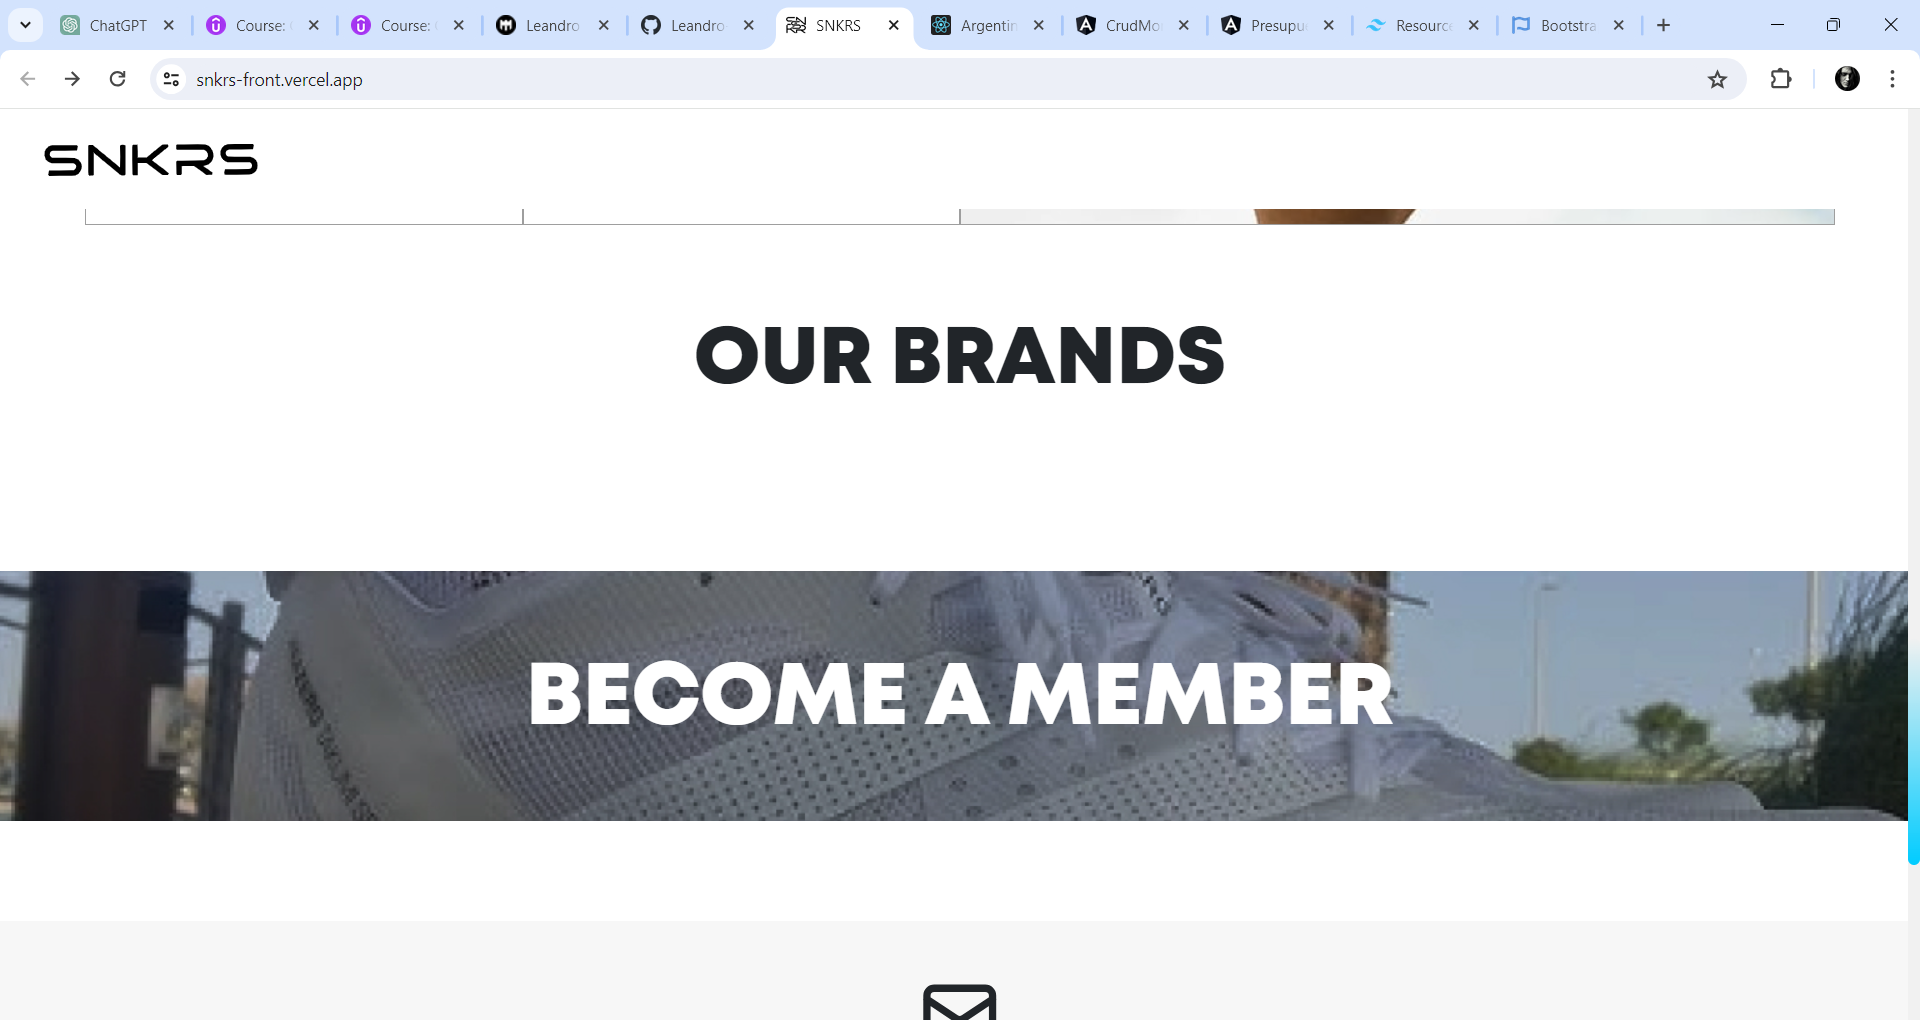 ChatGPT
Course:
Course:
Leandro
Leandro
SNKRS
Argentin
CrudMo
Presupu
Resource
Bootstra
snkrs-front.vercel.app
SNKRS
OUR BRANDS
BECOME A MEMBER